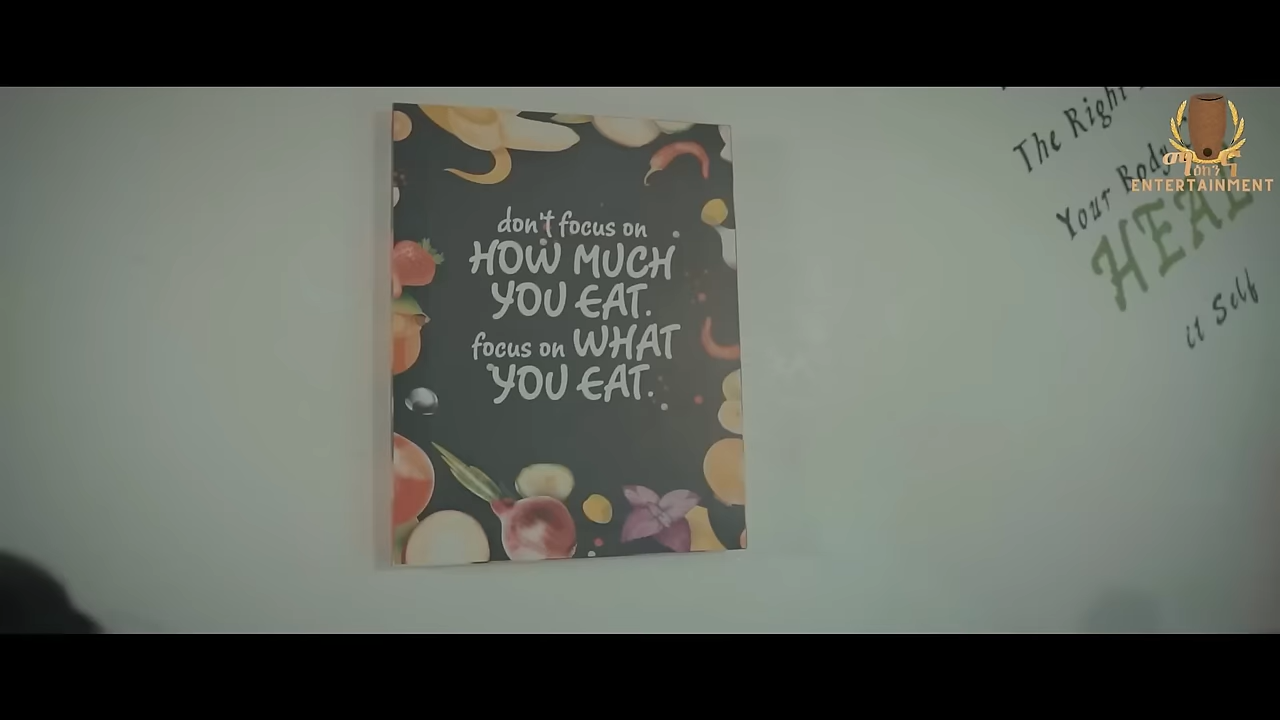 don't focus on
HOW MUCH
YOU EAT.
focus on WHAT
YOU EAT.
The Right
Your Body
HEAL
it Self
ማዕከን
ENTERTAINMENT